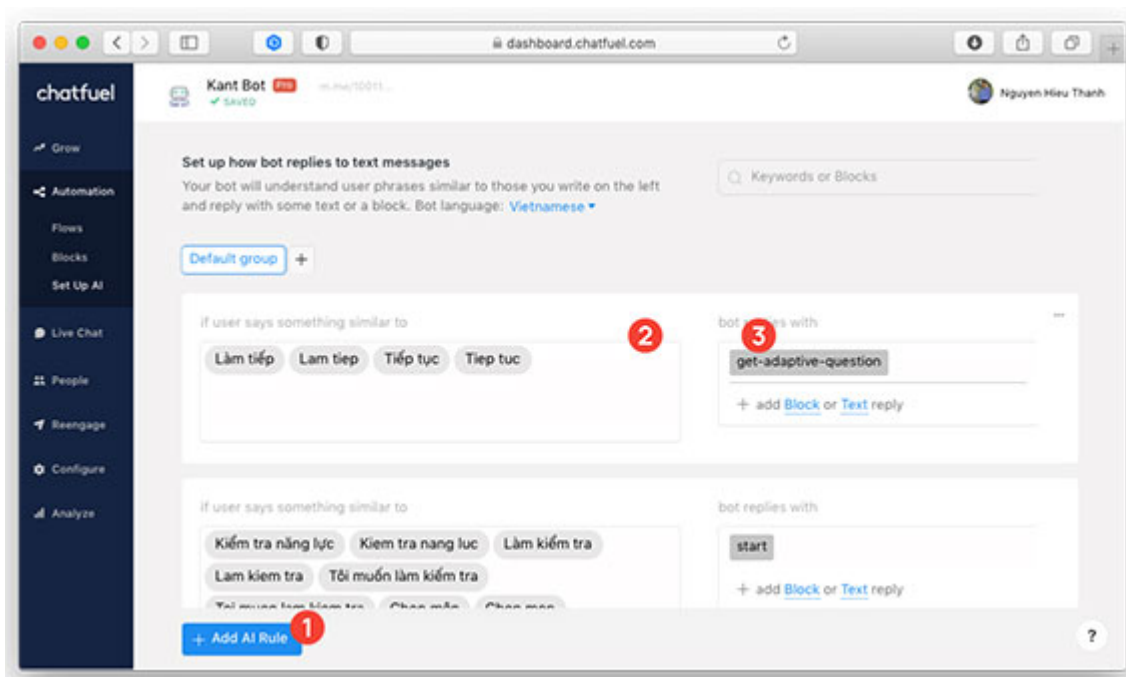 dashboard.chatfuel.com
chatfuel
Kant Bot Pro
SAVED
Nguyen Hieu Thanh
Grow
Automation
Flows
Blocks
Set Up AI
Live Chat
People
Reengage
Configure
Analyze
Set up how bot replies to text messages
Your bot will understand user phrases similar to those you write on the left
and reply with some text or a block. Bot language: Vietnamese
Keywords or Blocks
Default group +
if user says something similar to
2
bot replies with
3
Làm tiếp Lam tiep Tiếp tục Tiep tuc
get-adaptive-question
+ add Block or Text reply
if user says something similar to
bot replies with
Kiểm tra năng lực Kiem tra nang luc Làm kiểm tra
Lam kiem tra Tôi muốn làm kiểm tra
start
+ add Block or Text reply
+ Add AI Rule
1
?